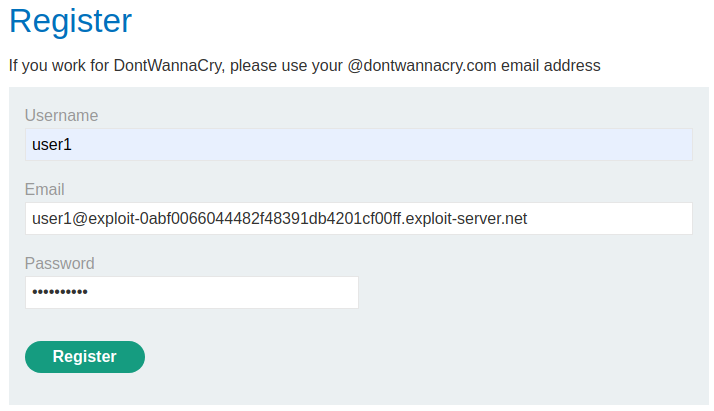 Register
If you work for DontWannaCry, please use your @dontwannacry.com email address
Username
user1
Email
user1@exploit-0abf0066044482f48391db4201cf00ff.exploit-server.net
Password
••••••••••
Register